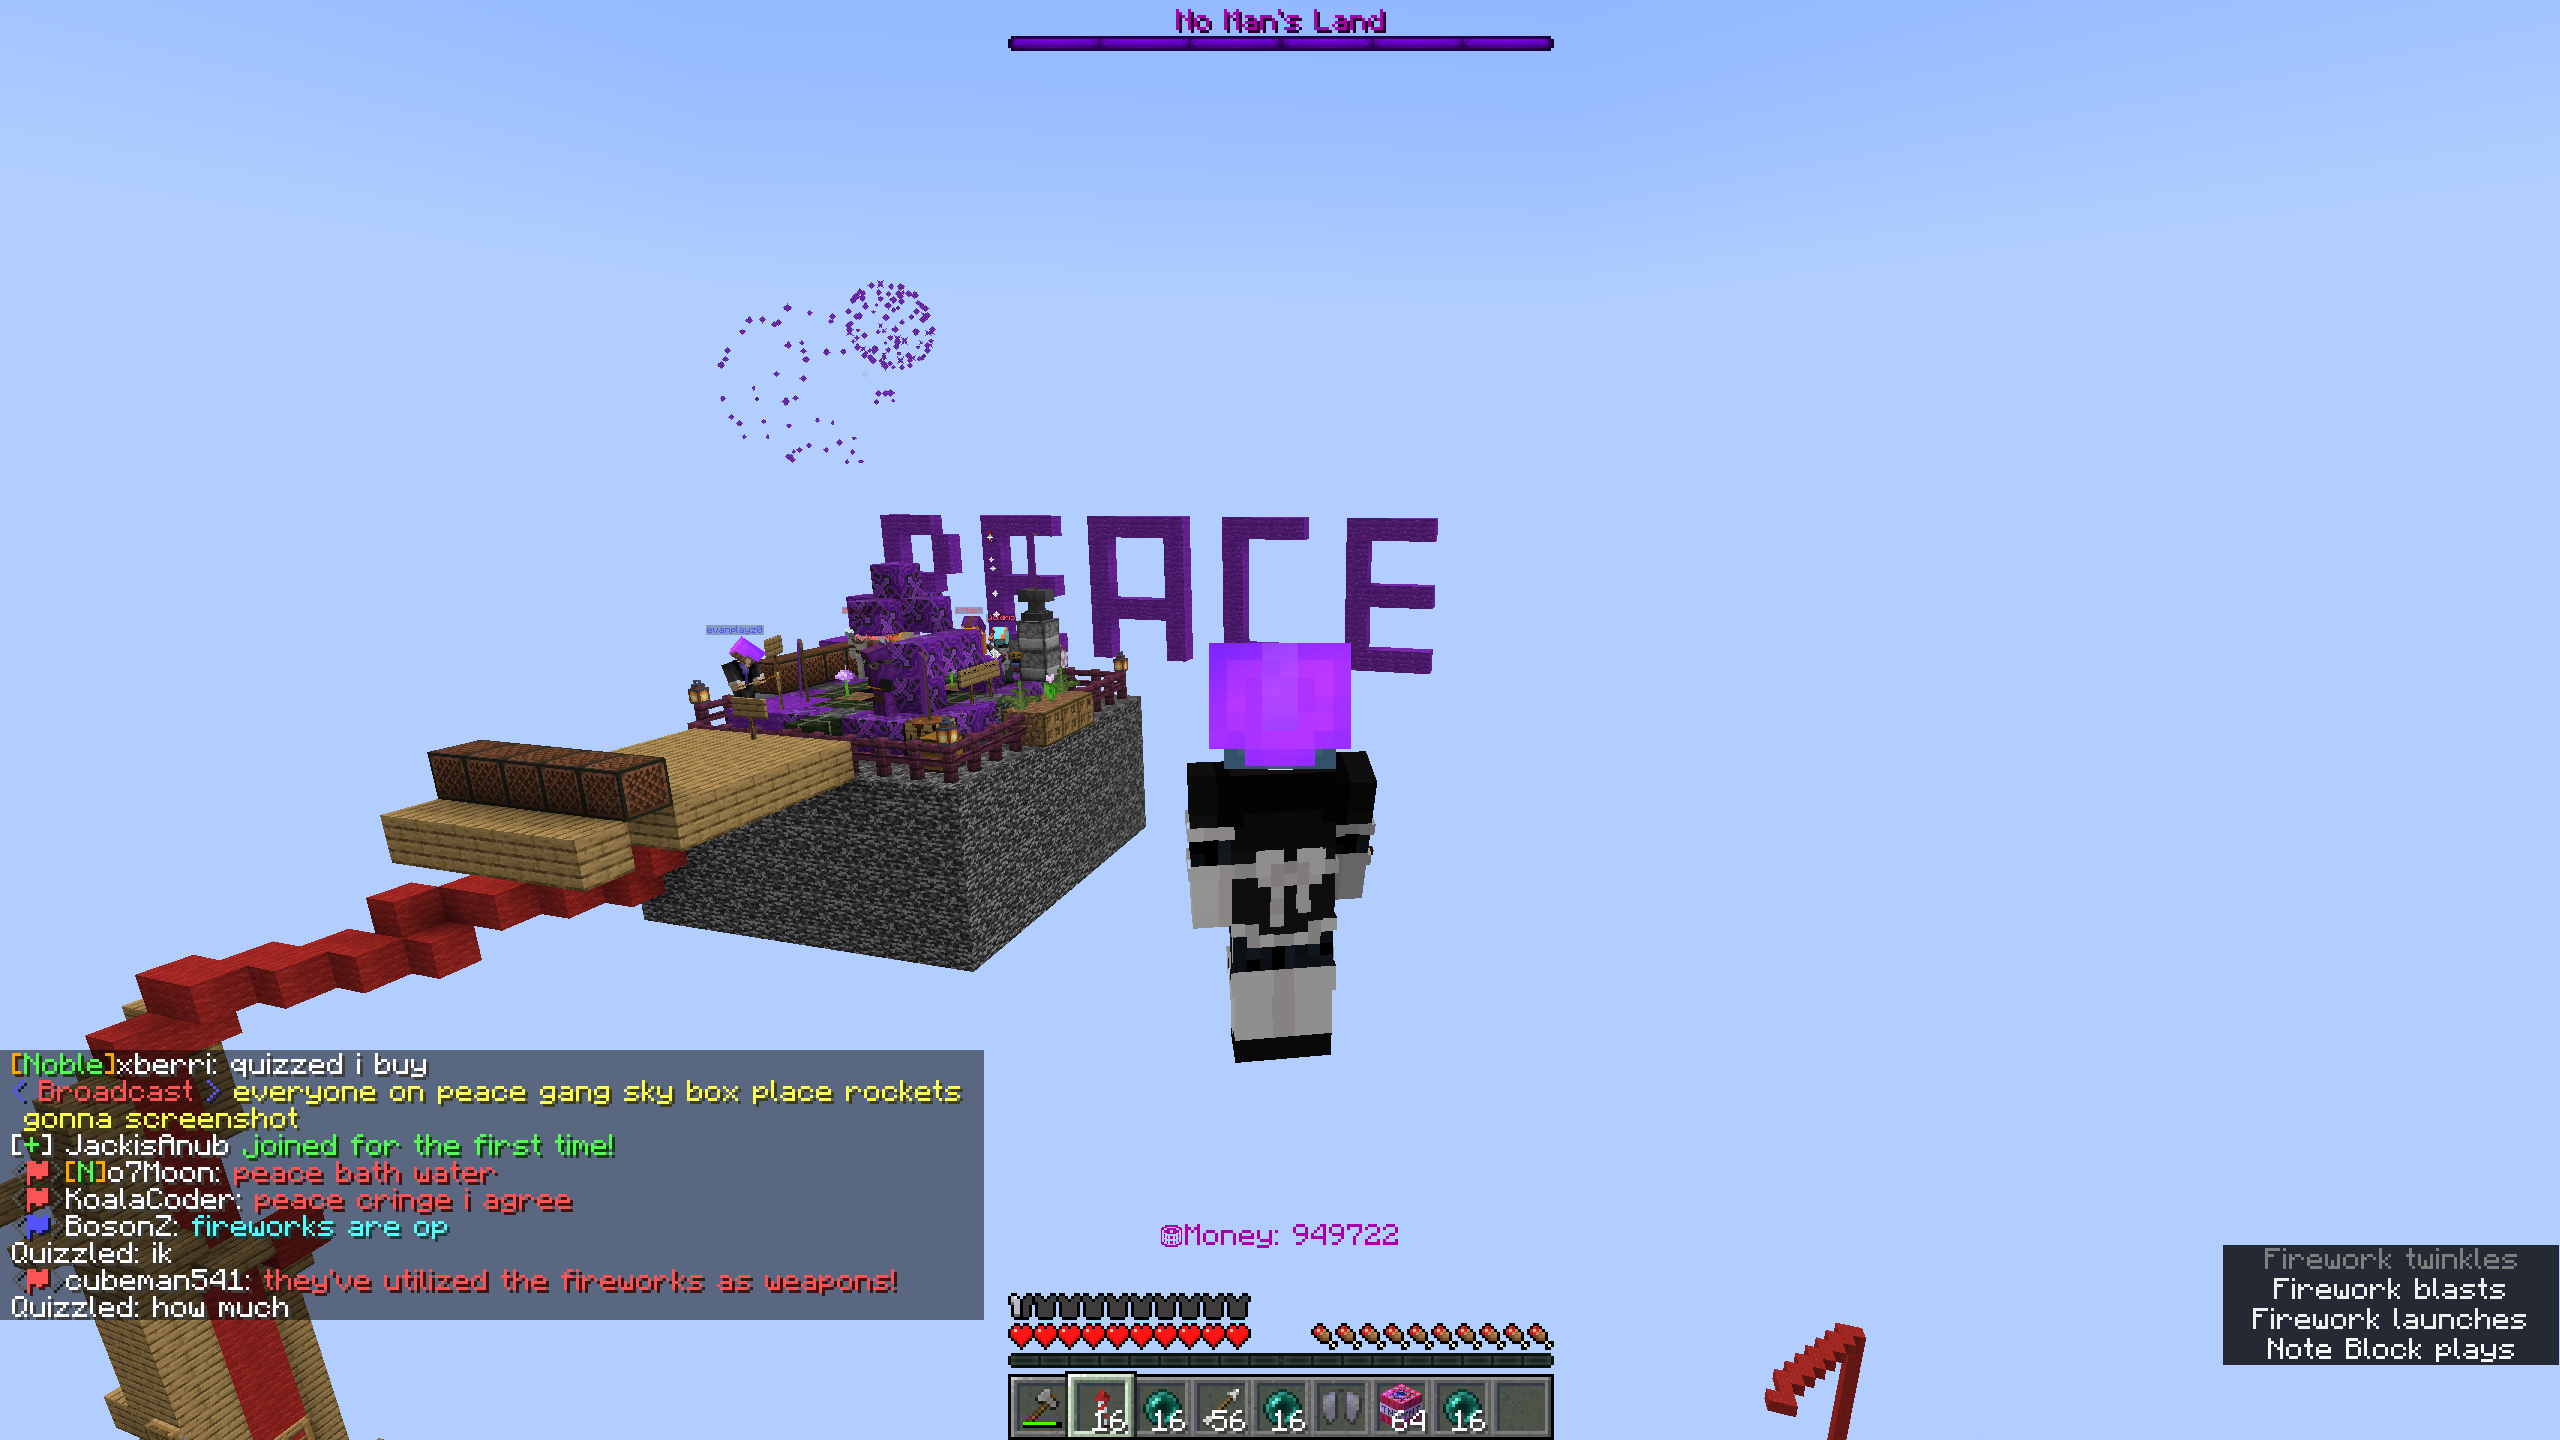 No Man's Land
PEACE
evanplayz0
[Noble]xberri: quizzed i buy
< Broadcast > everyone on peace gang sky box place rockets
gonna screenshot
[+] JackisAnub joined for the first time!
[N]o7Moon: peace bath water
KoalaCoder: peace cringe i agree
BosonZ: fireworks are op
Quizzled: ik
cubeman541: they've utilized the fireworks as weapons!
Quizzled: how much
Money: 949722
Firework twinkles
Firework blasts
Firework launches
Note Block plays
16
16
56
16
64
16